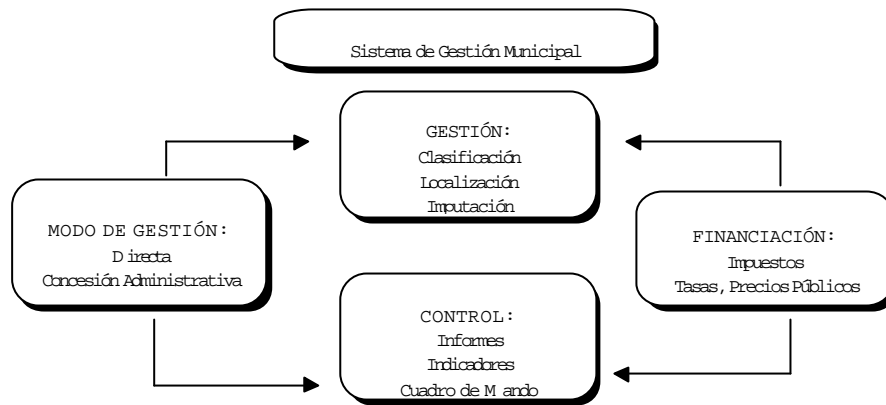 Sistema de Gestión Municipal
GESTIÓN:
Clasificación
Localización
Imputación
MODO DE GESTIÓN:
Directa
Concesión Administrativa
FINANCIACIÓN:
Impuestos
Tasas, Precios Públicos
CONTROL:
Informes
Indicadores
Cuadro de Mando